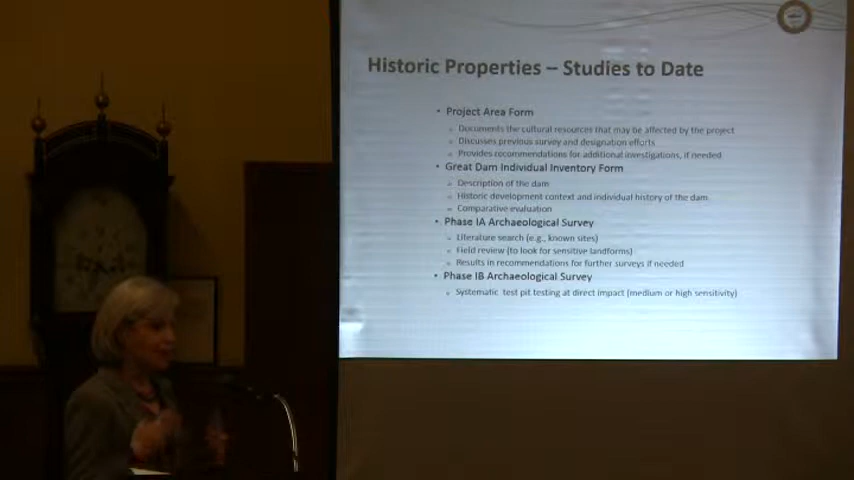 Historic Properties – Studies to Date
• Project Area Form
Documents the cultural resources that may be affected by the project
Discusses previous survey and designation efforts
Provides recommendations for additional investigations, if needed
• Great Dam Individual Inventory Form
Description of the dam
Historic development context and individual history of the dam
Comparative evaluation
• Phase IA Archaeological Survey
Literature search (e.g., known sites)
Field review (to look for sensitive landforms)
Results in recommendations for further surveys if needed
• Phase IB Archaeological Survey
Systematic test pit testing at direct impact (medium or high sensitivity)